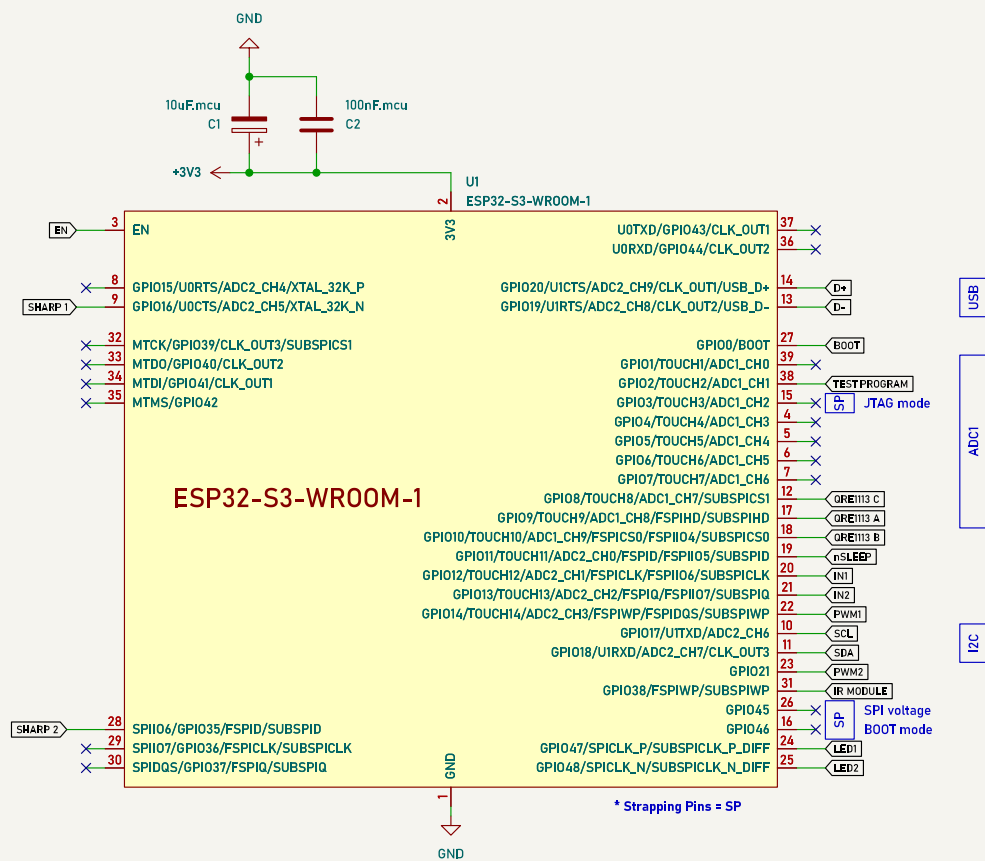 GND
10uF.mcu
C1
+
100nF.mcu
C2
+3V3
U1
ESP32-S3-WROOM-1
2
3V3
EN
3
EN
8
GPIO15/U0RTS/ADC2_CH4/XTAL_32K_P
SHARP 1
9
GPIO16/U0CTS/ADC2_CH5/XTAL_32K_N
32
MTCK/GPIO39/CLK_OUT3/SUBSPICS1
33
MTDO/GPIO40/CLK_OUT2
34
MTDI/GPIO41/CLK_OUT1
35
MTMS/GPIO42
ESP32-S3-WROOM-1
SHARP 2
28
SPIIO6/GPIO35/FSPID/SUBSPID
29
SPIIO7/GPIO36/FSPICLK/SUBSPICLK
30
SPIDQS/GPIO37/FSPIQ/SUBSPIQ
U0TXD/GPIO43/CLK_OUT1
37
U0RXD/GPIO44/CLK_OUT2
36
GPIO20/U1CTS/ADC2_CH9/CLK_OUT1/USB_D+
14
D+
GPIO19/U1RTS/ADC2_CH8/CLK_OUT2/USB_D-
13
D-
USB
GPIO0/BOOT
27
BOOT
GPIO1/TOUCH1/ADC1_CH0
39
GPIO2/TOUCH2/ADC1_CH1
38
TESTPROGRAM
GPIO3/TOUCH3/ADC1_CH2
15
SP
JTAG mode
GPIO4/TOUCH4/ADC1_CH3
4
GPIO5/TOUCH5/ADC1_CH4
5
GPIO6/TOUCH6/ADC1_CH5
6
GPIO7/TOUCH7/ADC1_CH6
7
ADC1
GPIO8/TOUCH8/ADC1_CH7/SUBSPICS1
12
QRE1113 C
GPIO9/TOUCH9/ADC1_CH8/FSPIHD/SUBSPIHD
17
QRE1113 A
GPIO10/TOUCH10/ADC1_CH9/FSPICS0/FSPIIO4/SUBSPICS0
18
QRE1113 B
GPIO11/TOUCH11/ADC2_CH0/FSPID/FSPIIO5/SUBSPID
19
nSLEEP
GPIO12/TOUCH12/ADC2_CH1/FSPICLK/FSPIIO6/SUBSPICLK
20
IN1
GPIO13/TOUCH13/ADC2_CH2/FSPIQ/FSPIIO7/SUBSPIQ
21
IN2
GPIO14/TOUCH14/ADC2_CH3/FSPIWP/FSPIDQS/SUBSPIWP
22
PWM1
GPIO17/U1TXD/ADC2_CH6
10
SCL
GPIO18/U1RXD/ADC2_CH7/CLK_OUT3
11
SDA
I2C
GPIO21
23
PWM2
GPIO38/FSPIWP/SUBSPIWP
31
IR MODULE
GPIO45
26
SP
SPI voltage
GPIO46
16
BOOT mode
GPIO47/SPICLK_P/SUBSPICLK_P_DIFF
24
LED1
GPIO48/SPICLK_N/SUBSPICLK_N_DIFF
25
LED2
GND
1
GND
* Strapping Pins = SP